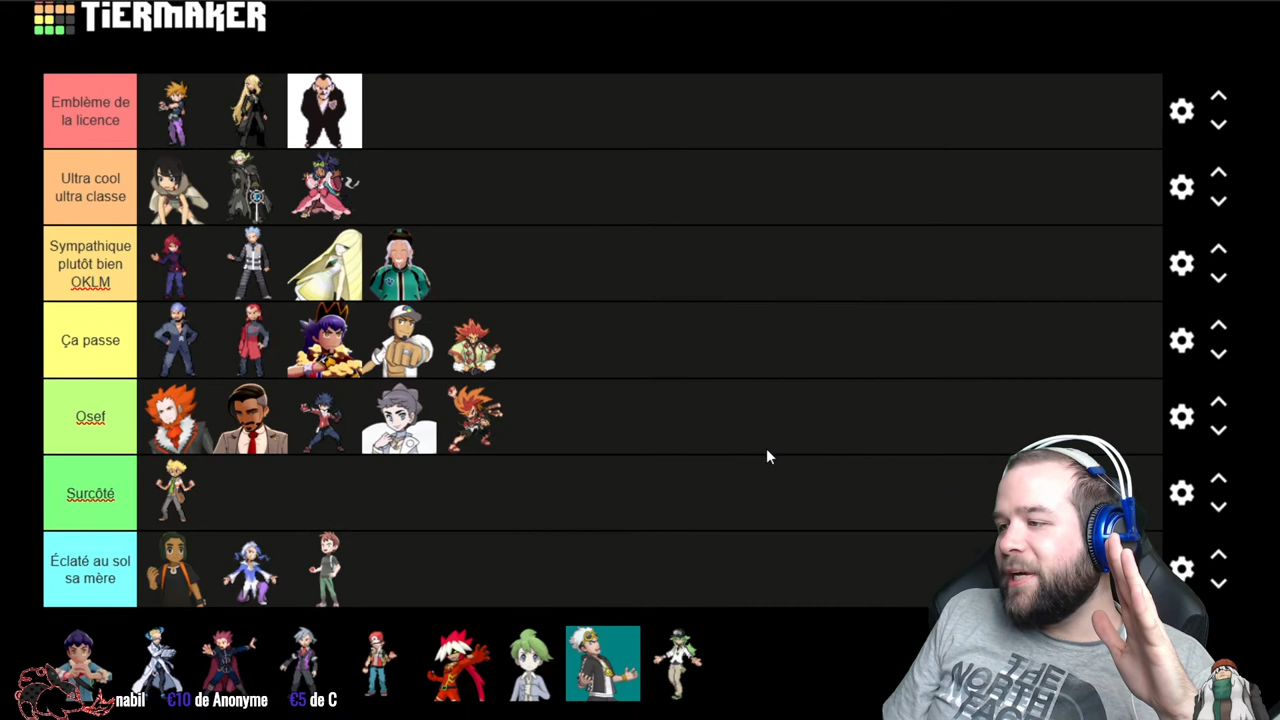 TiERMAKER
Emblème de
la licence
Ultra cool
ultra classe
Sympathique
plutôt bien
OKLM
Ça passe
Osef
Surcôté
Éclaté au sol
sa mère
nabil
€10 de Anonyme
€5 de C
THE
NORTH
FACE